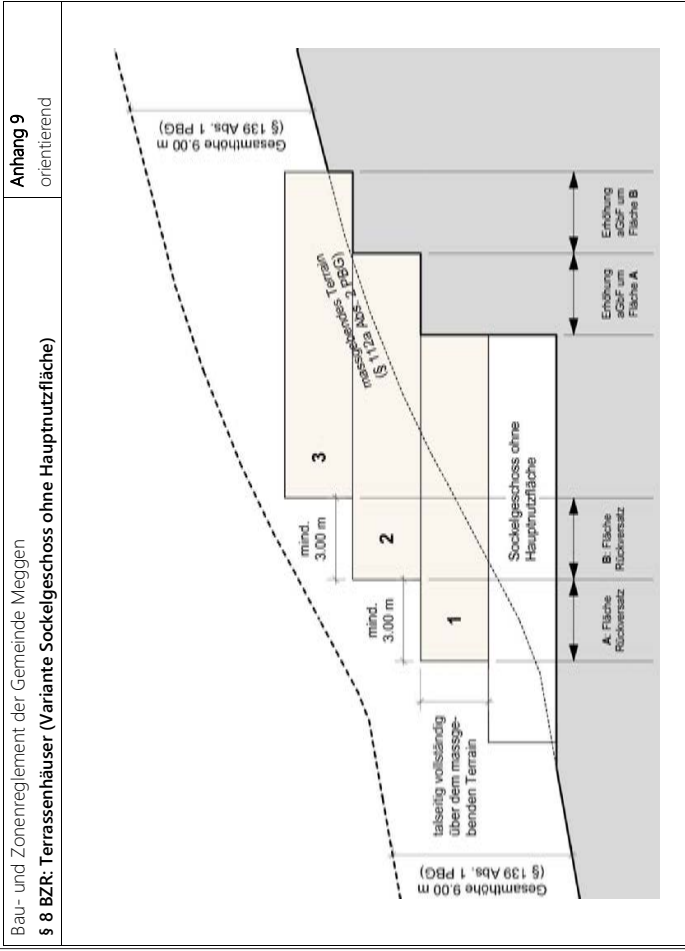 Bau- und Zonenreglement der Gemeinde Meggen
§ 8 BZR: Terrassenhäuser (Variante Sockelgeschoss ohne Hauptnutzfläche)
Anhang 9
orientierend
Gesamthöhe 9.00 m
(§ 139 Abs. 1 PBG)
massgebendes Terrain
(§ 112a Abs. 2 PBG)
3
mind.
3.00 m
2
mind.
3.00 m
1
talseitig vollständig
über dem massge-
benden Terrain
Sockelgeschoss ohne
Hauptnutzfläche
Gesamthöhe 9.00 m
(§ 139 Abs. 1 PBG)
A: Fläche
Rückversatz
B: Fläche
Rückversatz
Erhöhung
aGbF um
Fläche A
Erhöhung
aGbF um
Fläche B